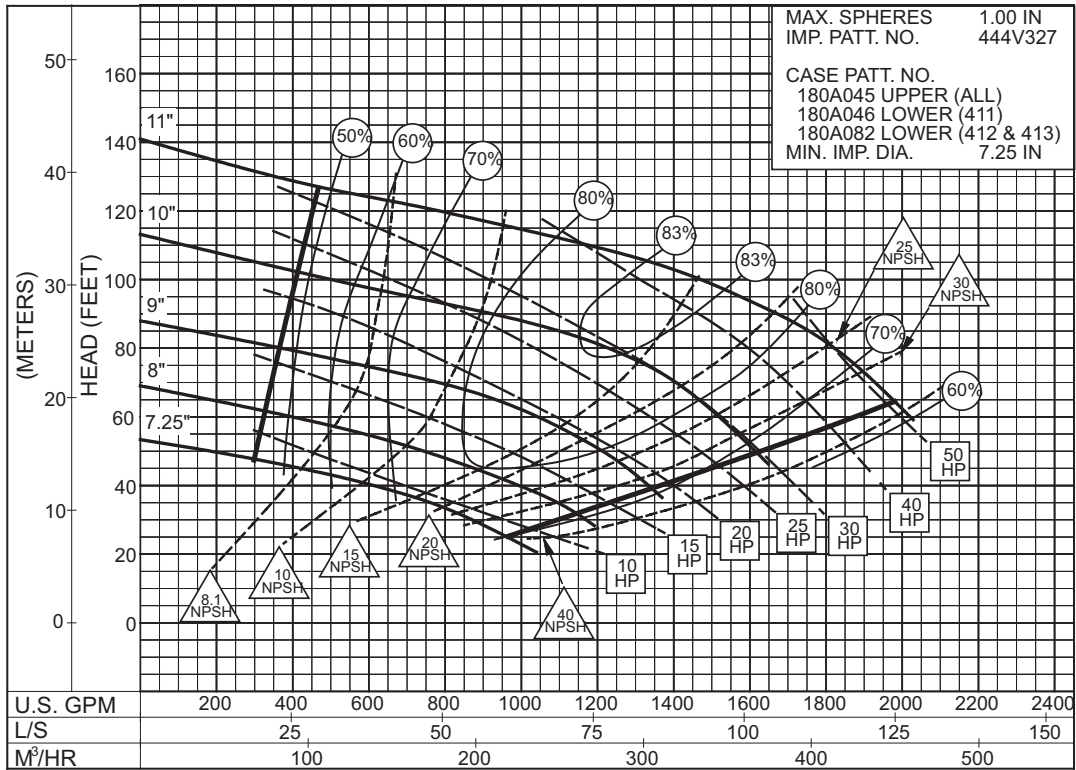 MAX. SPHERES 1.00 IN
IMP. PATT. NO. 444V327
CASE PATT. NO.
180A045 UPPER (ALL)
180A046 LOWER (411)
180A082 LOWER (412 & 413)
MIN. IMP. DIA. 7.25 IN
(METERS)
50
40
30
20
10
0
HEAD (FEET)
160
140
120
100
80
60
40
20
0
11"
10"
9"
8"
7.25"
50%
60%
70%
80%
83%
83%
80%
70%
60%
25
NPSH
30
NPSH
50
HP
40
HP
30
HP
25
HP
20
HP
15
HP
10
HP
8.1
NPSH
10
NPSH
15
NPSH
20
NPSH
40
NPSH
U.S. GPM 200 400 600 800 1000 1200 1400 1600 1800 2000 2200 2400
L/S 25 50 75 100 125 150
M³/HR 100 200 300 400 500